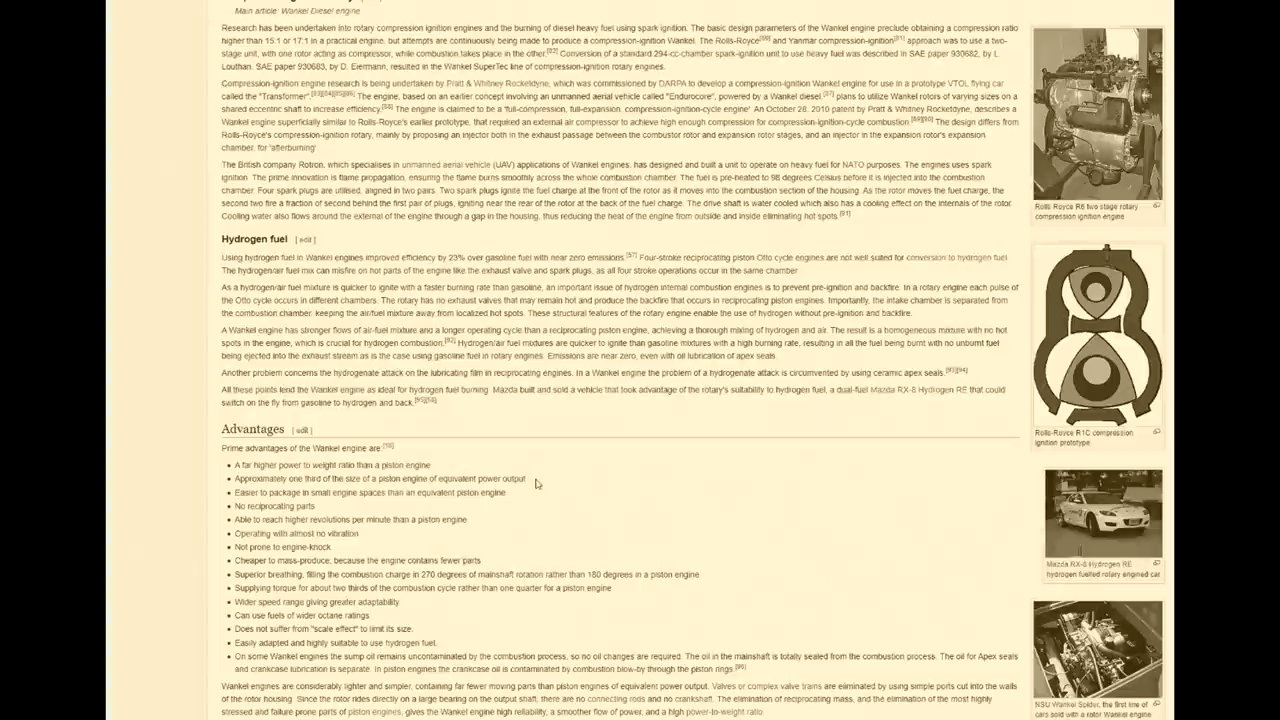 Main article: Wankel Diesel engine
Research has been undertaken into rotary compression ignition engines and the burning of diesel heavy fuel using spark ignition. The basic design parameters of the Wankel engine preclude obtaining a compression ratio
higher than 15:1 or 17:1 in a practical engine, but attempts are continuously being made to produce a compression-ignition Wankel. The Rolls-Royce[80] and Yanmar compression-ignition[81] approach was to use a two-
stage unit, with one rotor acting as compressor, while combustion takes place in the other.[82] Conversion of a standard 294-cc-chamber spark-ignition unit to use heavy fuel was described in SAE paper 930682, by L.
Louthan. SAE paper 930683, by D. Eiermann, resulted in the Wankel SuperTec line of compression-ignition rotary engines.
Compression-ignition engine research is being undertaken by Pratt & Whitney Rocketdyne, which was commissioned by DARPA to develop a compression-ignition Wankel engine for use in a prototype VTOL flying car
called the "Transformer".[83][84][85][86] The engine, based on an earlier concept involving an unmanned aerial vehicle called "Endurocore", powered by a Wankel diesel.[87] plans to utilize Wankel rotors of varying sizes on a
shared eccentric shaft to increase efficiency.[88] The engine is claimed to be a 'full-compression, full-expansion, compression-ignition-cycle engine' An October 28, 2010 patent by Pratt & Whitney Rocketdyne, describes a
Wankel engine superficially similar to Rolls-Royce's earlier prototype, that required an external air compressor to achieve high enough compression for compression-ignition-cycle combustion.[89][90] The design differs from
Rolls-Royce's compression-ignition rotary, mainly by proposing an injector both in the exhaust passage between the combustor rotor and expansion rotor stages, and an injector in the expansion rotor's expansion
chamber, for 'afterburning'
The British company Rotron, which specialises in unmanned aerial vehicle (UAV) applications of Wankel engines, has designed and built a unit to operate on heavy fuel for NATO purposes. The engines uses spark
ignition. The prime innovation is flame propagation, ensuring the flame burns smoothly across the whole combustion chamber. The fuel is pre-heated to 98 degrees Celsius before it is injected into the combustion
chamber. Four spark plugs are utilised, aligned in two pairs. Two spark plugs ignite the fuel charge at the front of the rotor as it moves into the combustion section of the housing. As the rotor moves the fuel charge, the
second two fire a fraction of second behind the first pair of plugs, igniting near the rear of the rotor at the back of the fuel charge. The drive shaft is water cooled which also has a cooling effect on the internals of the rotor.
Cooling water also flows around the external of the engine through a gap in the housing, thus reducing the heat of the engine from outside and inside eliminating hot spots.[91]
Hydrogen fuel [ edit ]
Using hydrogen fuel in Wankel engines improved efficiency by 23% over gasoline fuel with near zero emissions.[57] Four-stroke reciprocating piston Otto cycle engines are not well suited for conversion to hydrogen fuel.
The hydrogen/air fuel mix can misfire on hot parts of the engine like the exhaust valve and spark plugs, as all four stroke operations occur in the same chamber
As a hydrogen/air fuel mixture is quicker to ignite with a faster burning rate than gasoline, an important issue of hydrogen internal combustion engines is to prevent pre-ignition and backfire. In a rotary engine each pulse of
the Otto cycle occurs in different chambers. The rotary has no exhaust valves that may remain hot and produce the backfire that occurs in reciprocating piston engines. Importantly, the intake chamber is separated from
the combustion chamber, keeping the air/fuel mixture away from localized hot spots. These structural features of the rotary engine enable the use of hydrogen without pre-ignition and backfire.
A Wankel engine has stronger flows of air-fuel mixture and a longer operating cycle than a reciprocating piston engine, achieving a thorough mixing of hydrogen and air. The result is a homogeneous mixture with no hot
spots in the engine, which is crucial for hydrogen combustion.[92] Hydrogen/air fuel mixtures are quicker to ignite than gasoline mixtures with a high burning rate, resulting in all the fuel being burnt with no unburnt fuel
being ejected into the exhaust stream as is the case using gasoline fuel in rotary engines. Emissions are near zero, even with oil lubrication of apex seals.
Another problem concerns the hydrogenate attack on the lubricating film in reciprocating engines. In a Wankel engine the problem of a hydrogenate attack is circumvented by using ceramic apex seals.[93][94]
All these points lend the Wankel engine as ideal for hydrogen fuel burning. Mazda built and sold a vehicle that took advantage of the rotary's suitability to hydrogen fuel, a dual-fuel Mazda RX-8 Hydrogen RE that could
switch on the fly from gasoline to hydrogen and back.[95][58]
Advantages [ edit ]
Prime advantages of the Wankel engine are:[10]
• A far higher power to weight ratio than a piston engine
• Approximately one third of the size of a piston engine of equivalent power output
• Easier to package in small engine spaces than an equivalent piston engine
• No reciprocating parts
• Able to reach higher revolutions per minute than a piston engine
• Operating with almost no vibration
• Not prone to engine-knock
• Cheaper to mass-produce, because the engine contains fewer parts
• Superior breathing, filling the combustion charge in 270 degrees of mainshaft rotation rather than 180 degrees in a piston engine
• Supplying torque for about two thirds of the combustion cycle rather than one quarter for a piston engine
• Wider speed range giving greater adaptability
• Can use fuels of wider octane ratings
• Does not suffer from "scale effect" to limit its size.
• Easily adapted and highly suitable to use hydrogen fuel.
• On some Wankel engines the sump oil remains uncontaminated by the combustion process, so no oil changes are required. The oil in the mainshaft is totally sealed from the combustion process. The oil for Apex seals
and crankcase lubrication is separate. In piston engines the crankcase oil is contaminated by combustion blow-by through the piston rings.[96]
Wankel engines are considerably lighter and simpler, containing far fewer moving parts than piston engines of equivalent power output. Valves or complex valve trains are eliminated by using simple ports cut into the walls
of the rotor housing. Since the rotor rides directly on a large bearing on the output shaft, there are no connecting rods and no crankshaft. The elimination of reciprocating mass, and the elimination of the most highly
stressed and failure prone parts of piston engines, gives the Wankel engine high reliability, a smoother flow of power, and a high power-to-weight ratio.
Rolls Royce R6 two stage rotary
compression ignition engine
Rolls-Royce R1C compression
ignition prototype
Mazda RX-8 Hydrogen RE
hydrogen fuelled rotary engined car
NSU Wankel Spider, the first line of
cars sold with a rotor Wankel engine